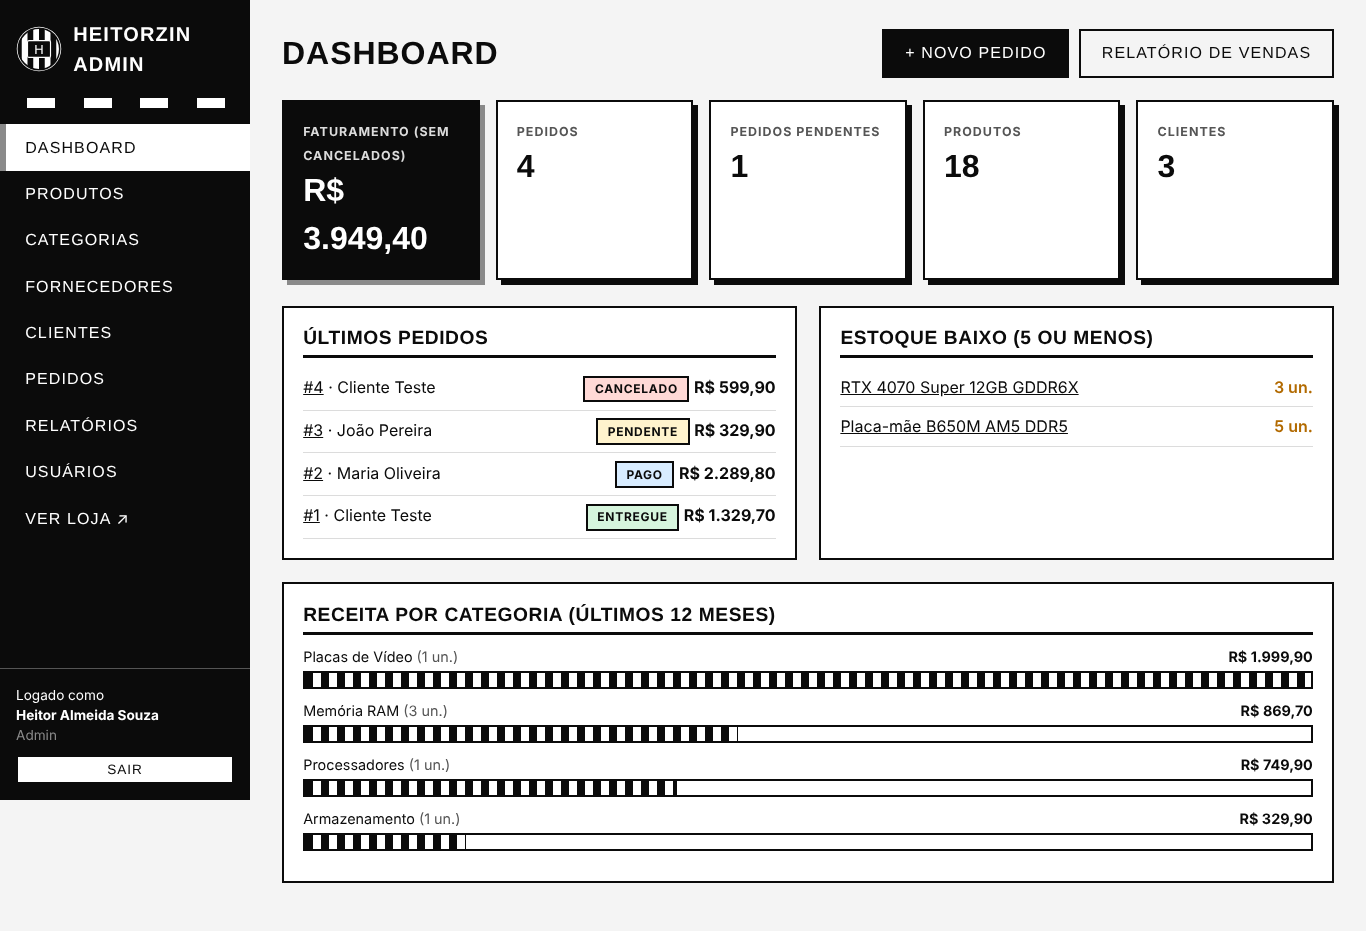 H
HEITORZIN
ADMIN
DASHBOARD
PRODUTOS
CATEGORIAS
FORNECEDORES
CLIENTES
PEDIDOS
RELATÓRIOS
USUÁRIOS
VER LOJA ↗
Logado como
Heitor Almeida Souza
Admin
SAIR
DASHBOARD
+ NOVO PEDIDO
RELATÓRIO DE VENDAS
FATURAMENTO (SEM
CANCELADOS)
R$
3.949,40
PEDIDOS
4
PEDIDOS PENDENTES
1
PRODUTOS
18
CLIENTES
3
ÚLTIMOS PEDIDOS
#4 · Cliente Teste CANCELADO R$ 599,90
#3 · João Pereira PENDENTE R$ 329,90
#2 · Maria Oliveira PAGO R$ 2.289,80
#1 · Cliente Teste ENTREGUE R$ 1.329,70
ESTOQUE BAIXO (5 OU MENOS)
RTX 4070 Super 12GB GDDR6X 3 un.
Placa-mãe B650M AM5 DDR5 5 un.
RECEITA POR CATEGORIA (ÚLTIMOS 12 MESES)
Placas de Vídeo (1 un.) R$ 1.999,90
Memória RAM (3 un.) R$ 869,70
Processadores (1 un.) R$ 749,90
Armazenamento (1 un.) R$ 329,90